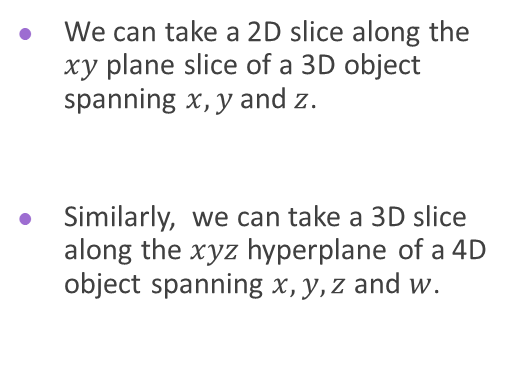 We can take a 2D slice along the
xy plane slice of a 3D object
spanning x, y and z.
Similarly, we can take a 3D slice
along the xyz hyperplane of a 4D
object spanning x, y, z and w.